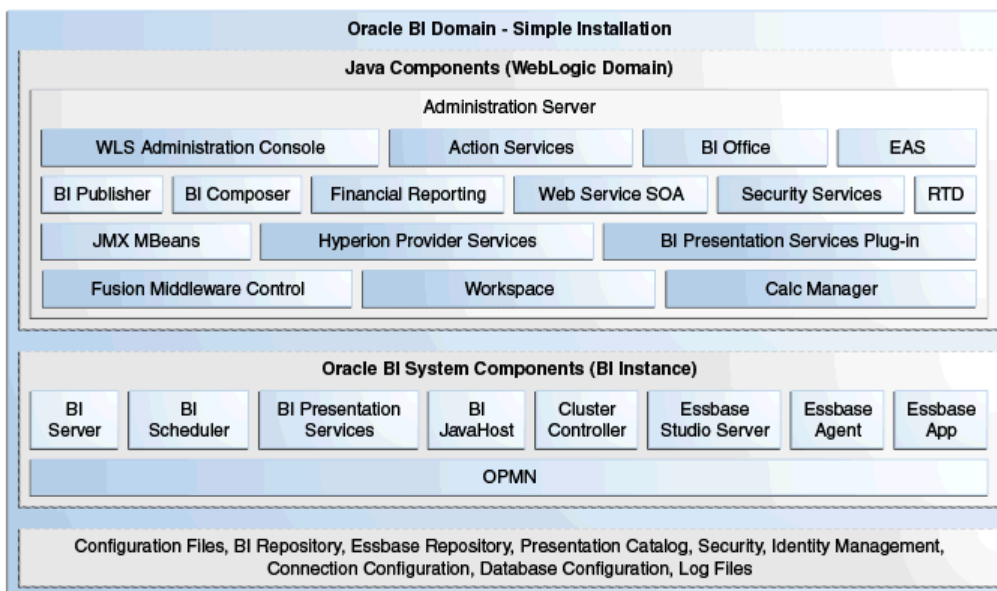 Oracle BI Domain - Simple Installation
Java Components (WebLogic Domain)
Administration Server
WLS Administration Console
Action Services
BI Office
EAS
BI Publisher
BI Composer
Financial Reporting
Web Service SOA
Security Services
RTD
JMX MBeans
Hyperion Provider Services
BI Presentation Services Plug-in
Fusion Middleware Control
Workspace
Calc Manager
Oracle BI System Components (BI Instance)
BI
Server
BI
Scheduler
BI Presentation
Services
BI
JavaHost
Cluster
Controller
Essbase
Studio Server
Essbase
Agent
Essbase
App
OPMN
Configuration Files, BI Repository, Essbase Repository, Presentation Catalog, Security, Identity Management,
Connection Configuration, Database Configuration, Log Files